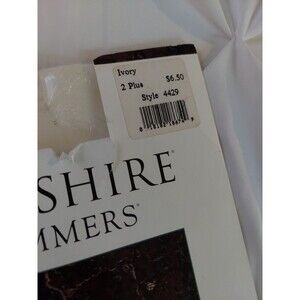 Ivory
2 Plus $6.50
Style 4429
SHIRE
MMERS